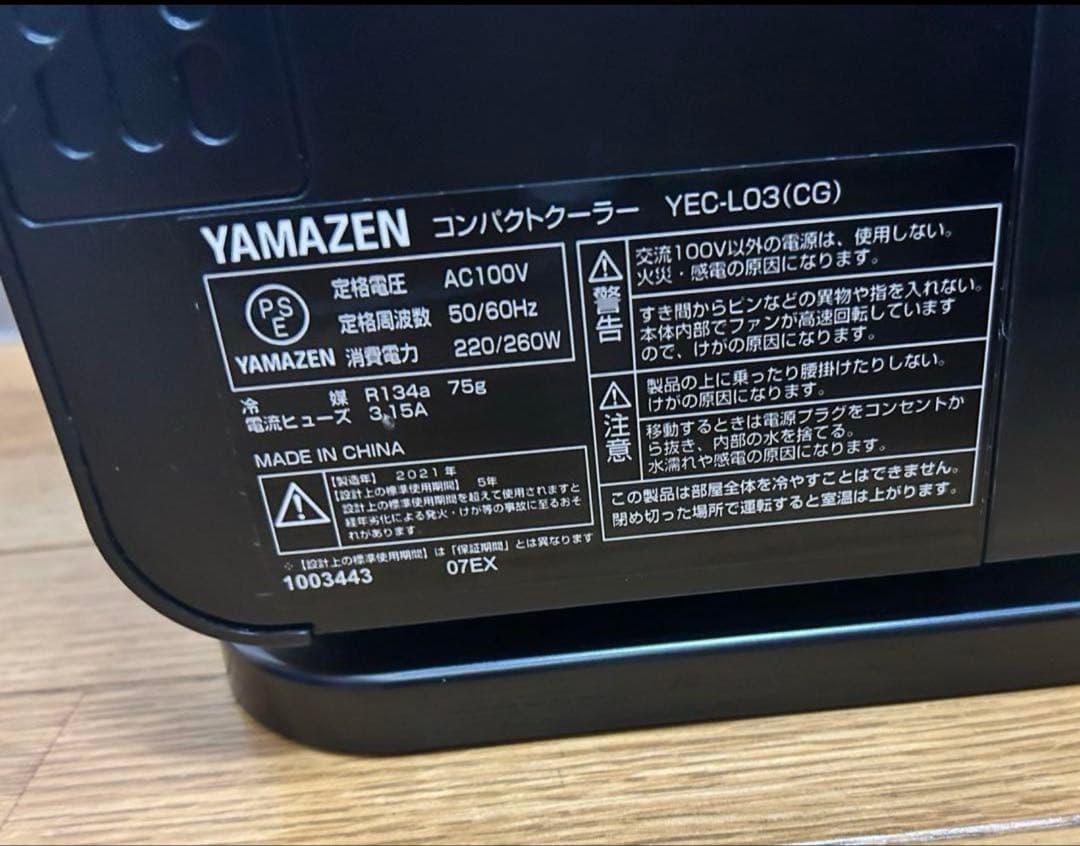 YAMAZEN コンパクトクーラー YEC-L03(CG)
PSE
YAMAZEN
定格電圧 AC100V
定格周波数 50/60Hz
消費電力 220/260W
冷媒 R134a 75g
電流ヒューズ 3.15A
MADE IN CHINA
【製造年】 2021年
【設計上の標準使用期間】 5年
設計上の標準使用期間を超えて使用されますと
経年劣化による発火・けが等の事故に至るおそ
れがあります
※【設計上の標準使用期間】は「保証期間」とは異なります
1003443 07EX
警告
交流100V以外の電源は、使用しない。
火災・感電の原因になります。
すき間からピンなどの異物や指を入れない。
本体内部でファンが高速回転しています
ので、けがの原因になります。
注意
製品の上に乗ったり腰掛けたりしない。
けがの原因になります。
移動するときは電源プラグをコンセントか
ら抜き、内部の水を捨てる。
水濡れや感電の原因になります。
この製品は部屋全体を冷やすことはできません。
閉め切った場所で運転すると室温は上がります。